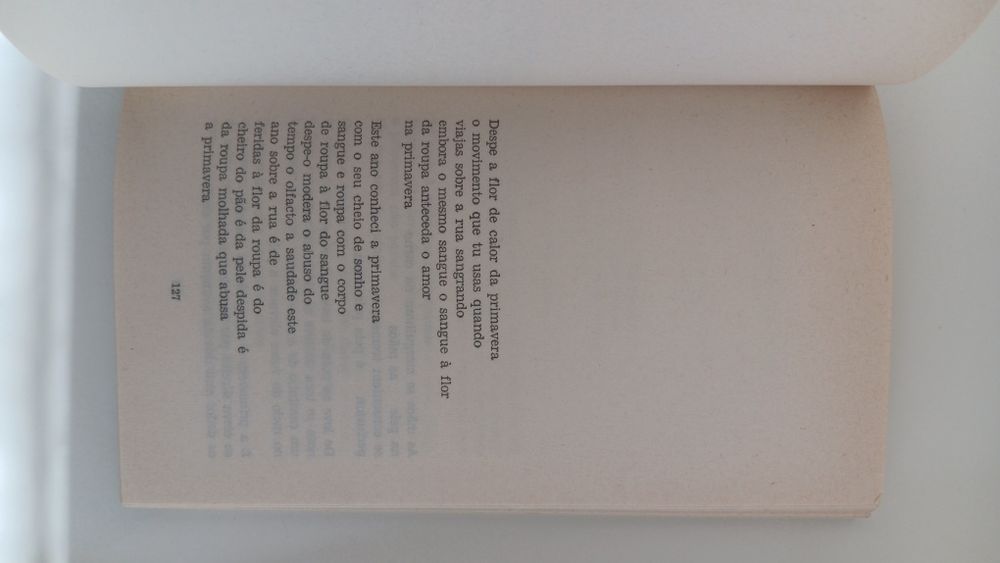 Despe a flor de calor da primavera
o movimento que tu usas quando
viajas sobre a rua sangrando
embora o mesmo sangue o sangue à flor
da roupa anteceda o amor
na primavera
Este ano conheci a primavera
com o seu cheio de sonho e
sangue e roupa com o corpo
de roupa à flor do sangue
despe-o modera o abuso do
tempo o olfacto a saudade este
ano sobre a rua é de
feridas à flor da roupa é do
cheiro do pão é da pele despida é
da roupa molhada que abusa
a primavera
127